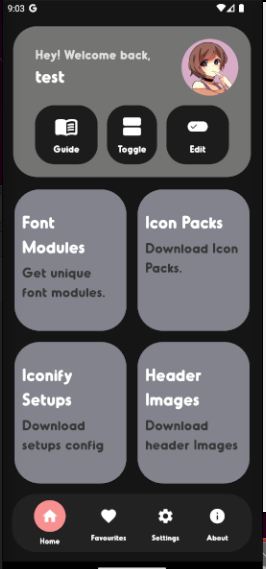 9:03 G
Hey! Welcome back,
test
Guide Toggle Edit
Font
Modules
Get unique
font modules.
Icon Packs
Download Icon
Packs.
Iconify
Setups
Download
setups config
Header
Images
Download
header Images
Home Favourites Settings About